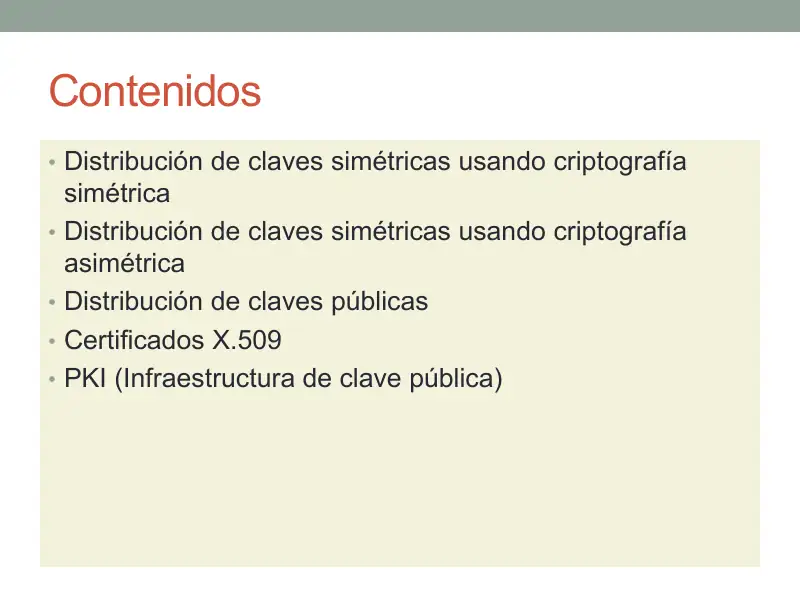 Contenidos
• Distribución de claves simétricas usando criptografía
simétrica
• Distribución de claves simétricas usando criptografía
asimétrica
• Distribución de claves públicas
• Certificados X.509
• PKI (Infraestructura de clave pública)